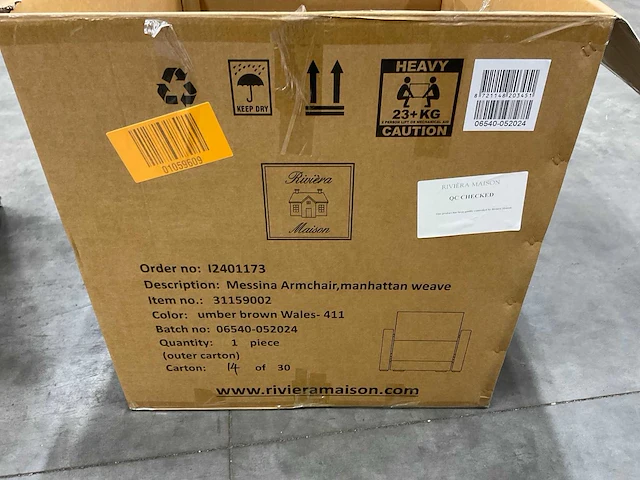 KEEP DRY
HEAVY
23+KG
CAUTION
8721148203451
06540-052024
01059609
Rivièra
Maison
RIVIÈRA MAISON
QC CHECKED
Order no: I2401173
Description: Messina Armchair,manhattan weave
Item no.: 31159002
Color: umber brown Wales- 411
Batch no: 06540-052024
Quantity: 1 piece
(outer carton)
Carton: 14 of 30
www.rivieramaison.com